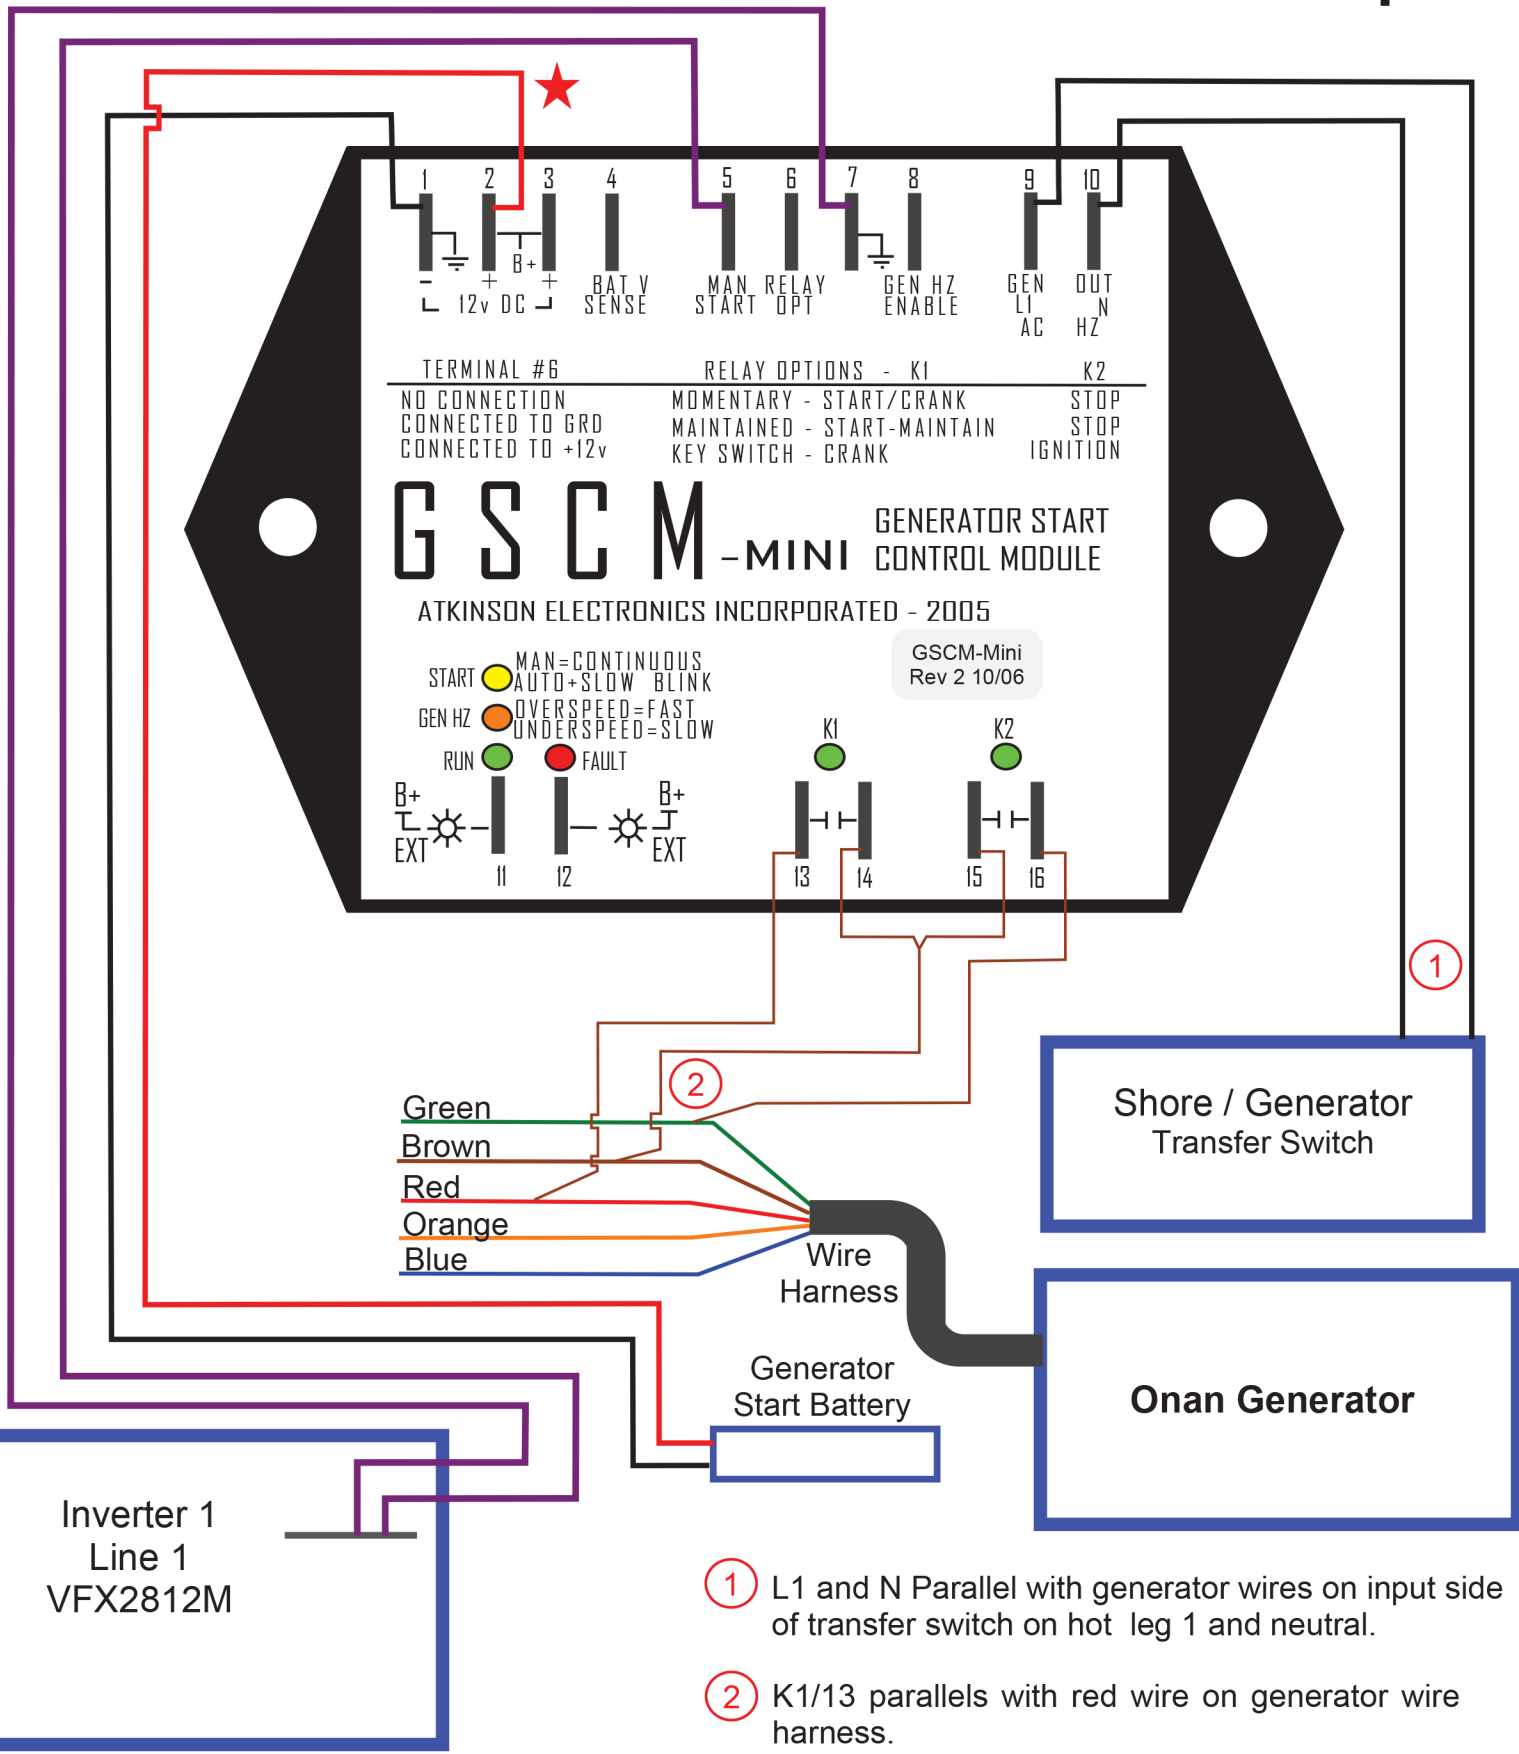 1 2 3 4 5 6 7 8 9 10
B+
- + +
12v DC
BAT V
SENSE
MAN
START
RELAY
OPT
GEN HZ
ENABLE
GEN OUT
L1 N
AC HZ
TERMINAL #6 RELAY OPTIONS - K1 K2
NO CONNECTION MOMENTARY - START/CRANK STOP
CONNECTED TO GRD MAINTAINED - START-MAINTAIN STOP
CONNECTED TO +12v KEY SWITCH - CRANK IGNITION
GSCM-MINI
GENERATOR START
CONTROL MODULE
ATKINSON ELECTRONICS INCORPORATED - 2005
GSCM-Mini
Rev 2 10/06
START
MAN=CONTINUOUS
AUTO+SLOW BLINK
GEN HZ
OVERSPEED=FAST
UNDERSPEED=SLOW
RUN FAULT
K1 K2
B+ B+
EXT EXT
11 12 13 14 15 16
1
2
Green
Brown
Red
Orange
Blue
Wire
Harness
Shore / Generator
Transfer Switch
Generator
Start Battery
Onan Generator
Inverter 1
Line 1
VFX2812M
1 L1 and N Parallel with generator wires on input side
of transfer switch on hot leg 1 and neutral.
2 K1/13 parallels with red wire on generator wire
harness.